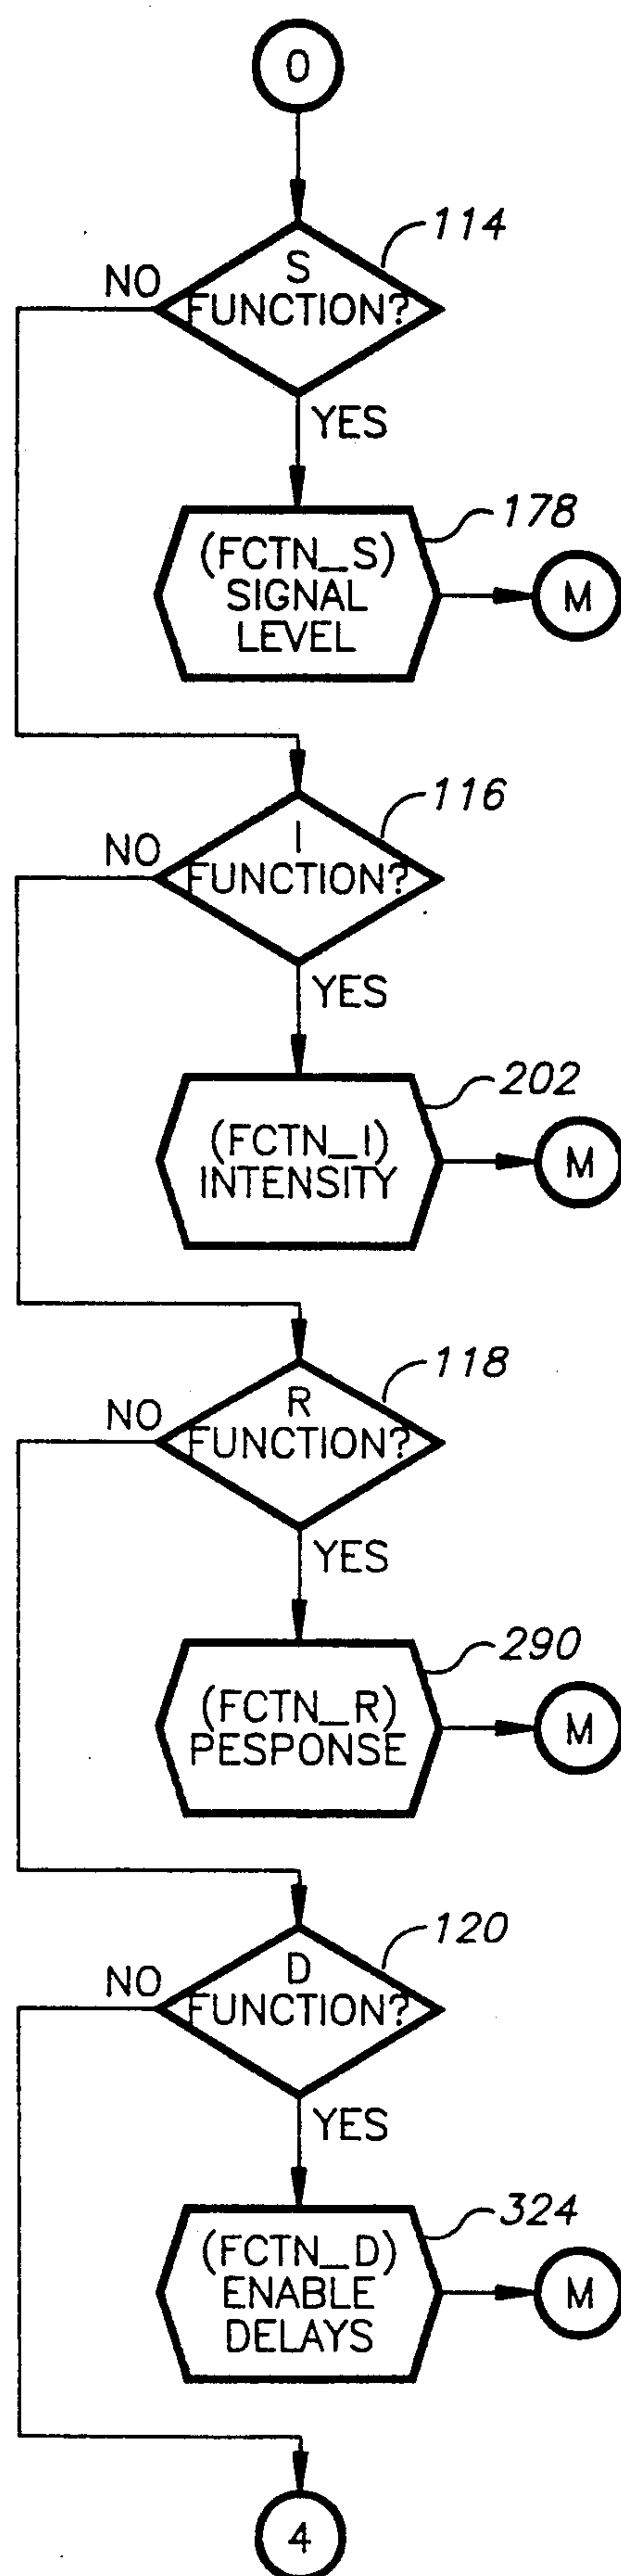 0
114
S
FUNCTION?
NO
YES
178
(FCTN_S)
SIGNAL
LEVEL
M
116
I
FUNCTION?
NO
YES
202
(FCTN_I)
INTENSITY
M
118
R
FUNCTION?
NO
YES
290
(FCTN_R)
PESPONSE
M
120
D
FUNCTION?
NO
YES
324
(FCTN_D)
ENABLE
DELAYS
M
4